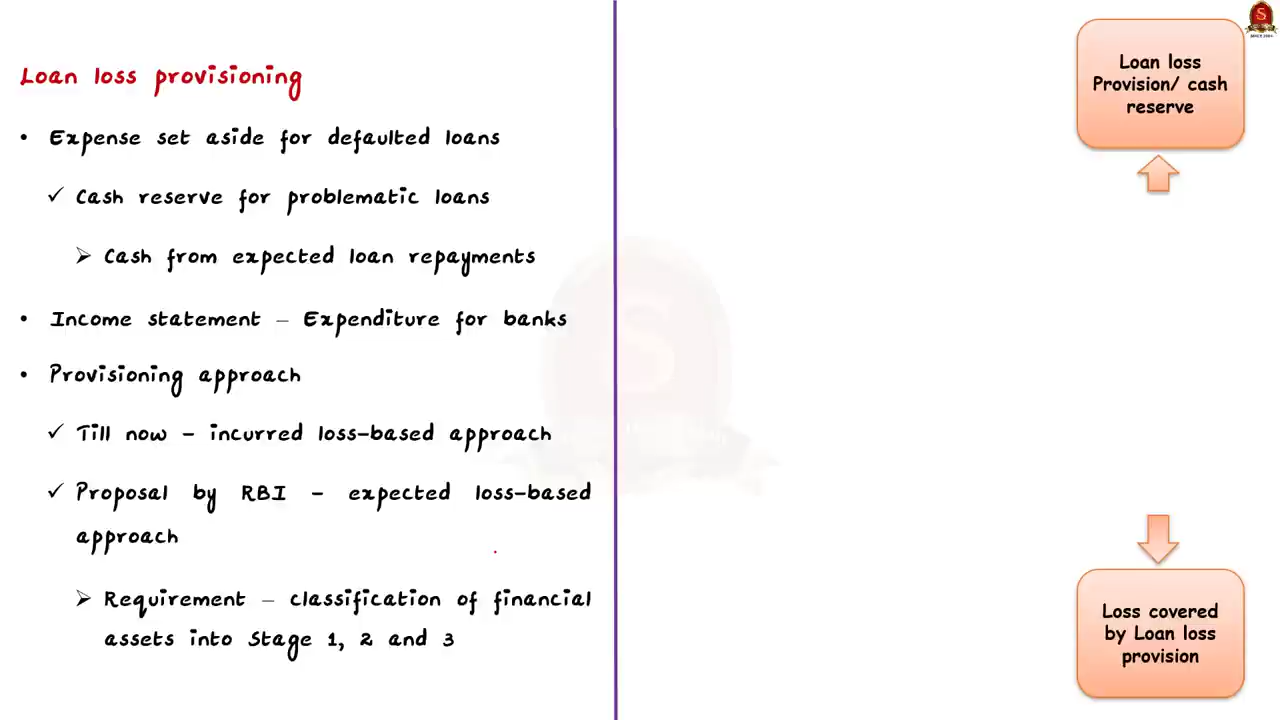 Loan loss provisioning
• Expense set aside for defaulted loans
✓ Cash reserve for problematic loans
➢ Cash from expected loan repayments
• Income statement – Expenditure for banks
• Provisioning approach
✓ Till now – incurred loss-based approach
✓ Proposal by RBI – expected loss-based
approach
➢ Requirement – classification of financial
assets into Stage 1, 2 and 3
Loan loss
Provision/ cash
reserve
Loss covered
by Loan loss
provision
S